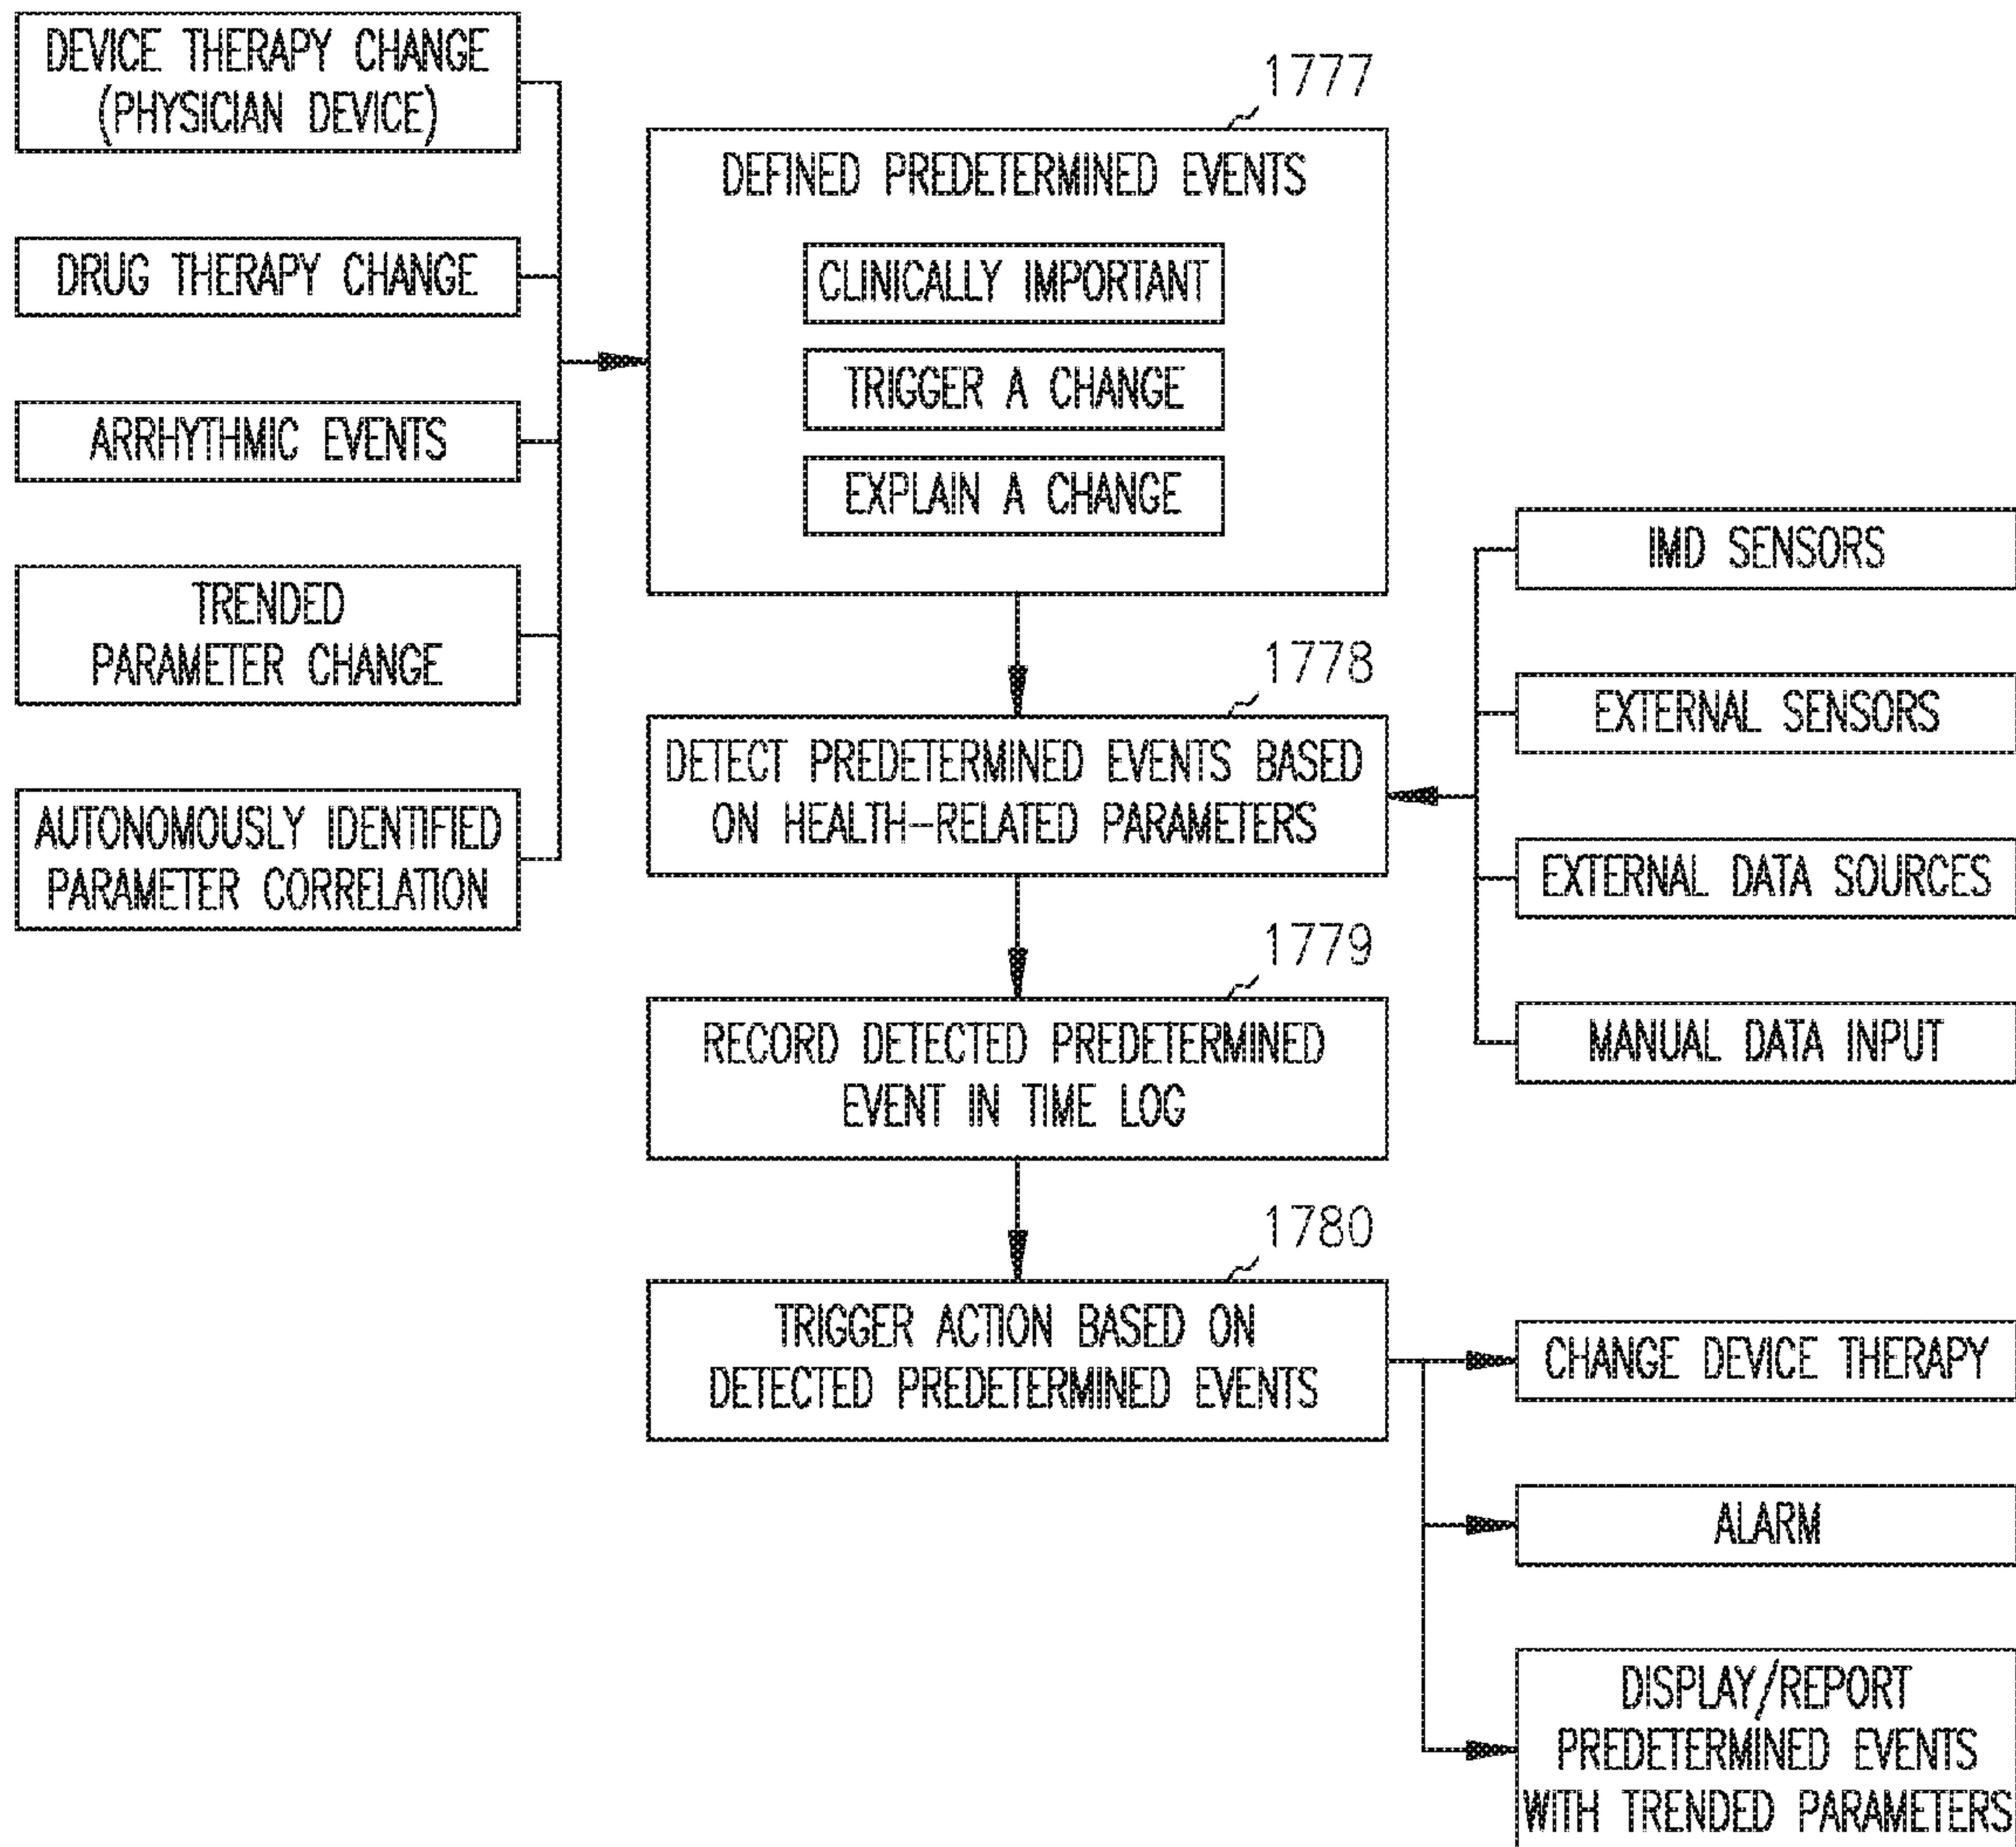 DEVICE THERAPY CHANGE
(PHYSICIAN DEVICE)
DRUG THERAPY CHANGE
ARRHYTHMIC EVENTS
TRENDED
PARAMETER CHANGE
AUTONOMOUSLY IDENTIFIED
PARAMETER CORRELATION
1777
DEFINED PREDETERMINED EVENTS
CLINICALLY IMPORTANT
TRIGGER A CHANGE
EXPLAIN A CHANGE
1778
DETECT PREDETERMINED EVENTS BASED
ON HEALTH-RELATED PARAMETERS
IMD SENSORS
EXTERNAL SENSORS
EXTERNAL DATA SOURCES
MANUAL DATA INPUT
1779
RECORD DETECTED PREDETERMINED
EVENT IN TIME LOG
1780
TRIGGER ACTION BASED ON
DETECTED PREDETERMINED EVENTS
CHANGE DEVICE THERAPY
ALARM
DISPLAY/REPORT
PREDETERMINED EVENTS
WITH TRENDED PARAMETERS